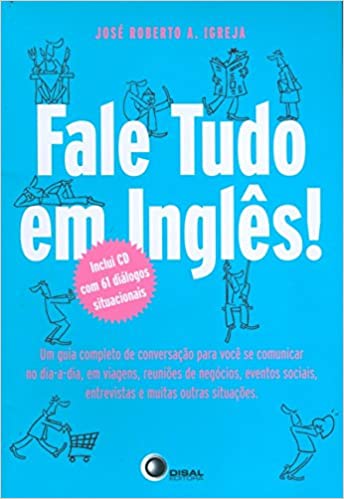 JOSÉ ROBERTO A. IGREJA
Fale Tudo
em Inglês!
Inclui CD
com 61 diálogos
situacionais
Um guia completo de conversação para você se comunicar
no dia-a-dia, em viagens, reuniões de negócios, eventos sociais,
entrevistas e muitas outras situações.
DISAL
EDITORA